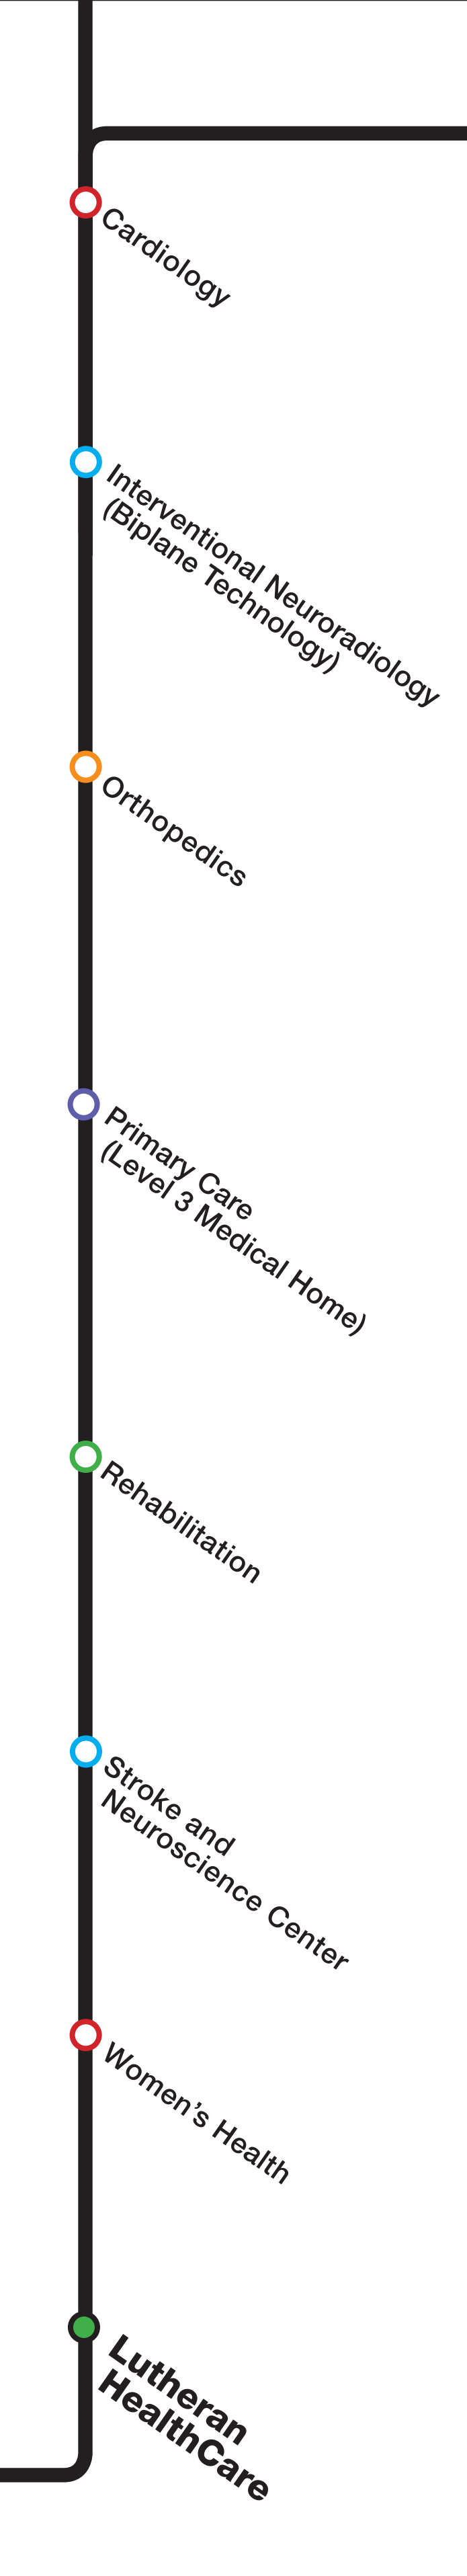 Cardiology
Interventional Neuroradiology
(Biplane Technology)
Orthopedics
Primary Care
(Level 3 Medical Home)
Rehabilitation
Stroke and
Neuroscience Center
Women’s Health
Lutheran
HealthCare